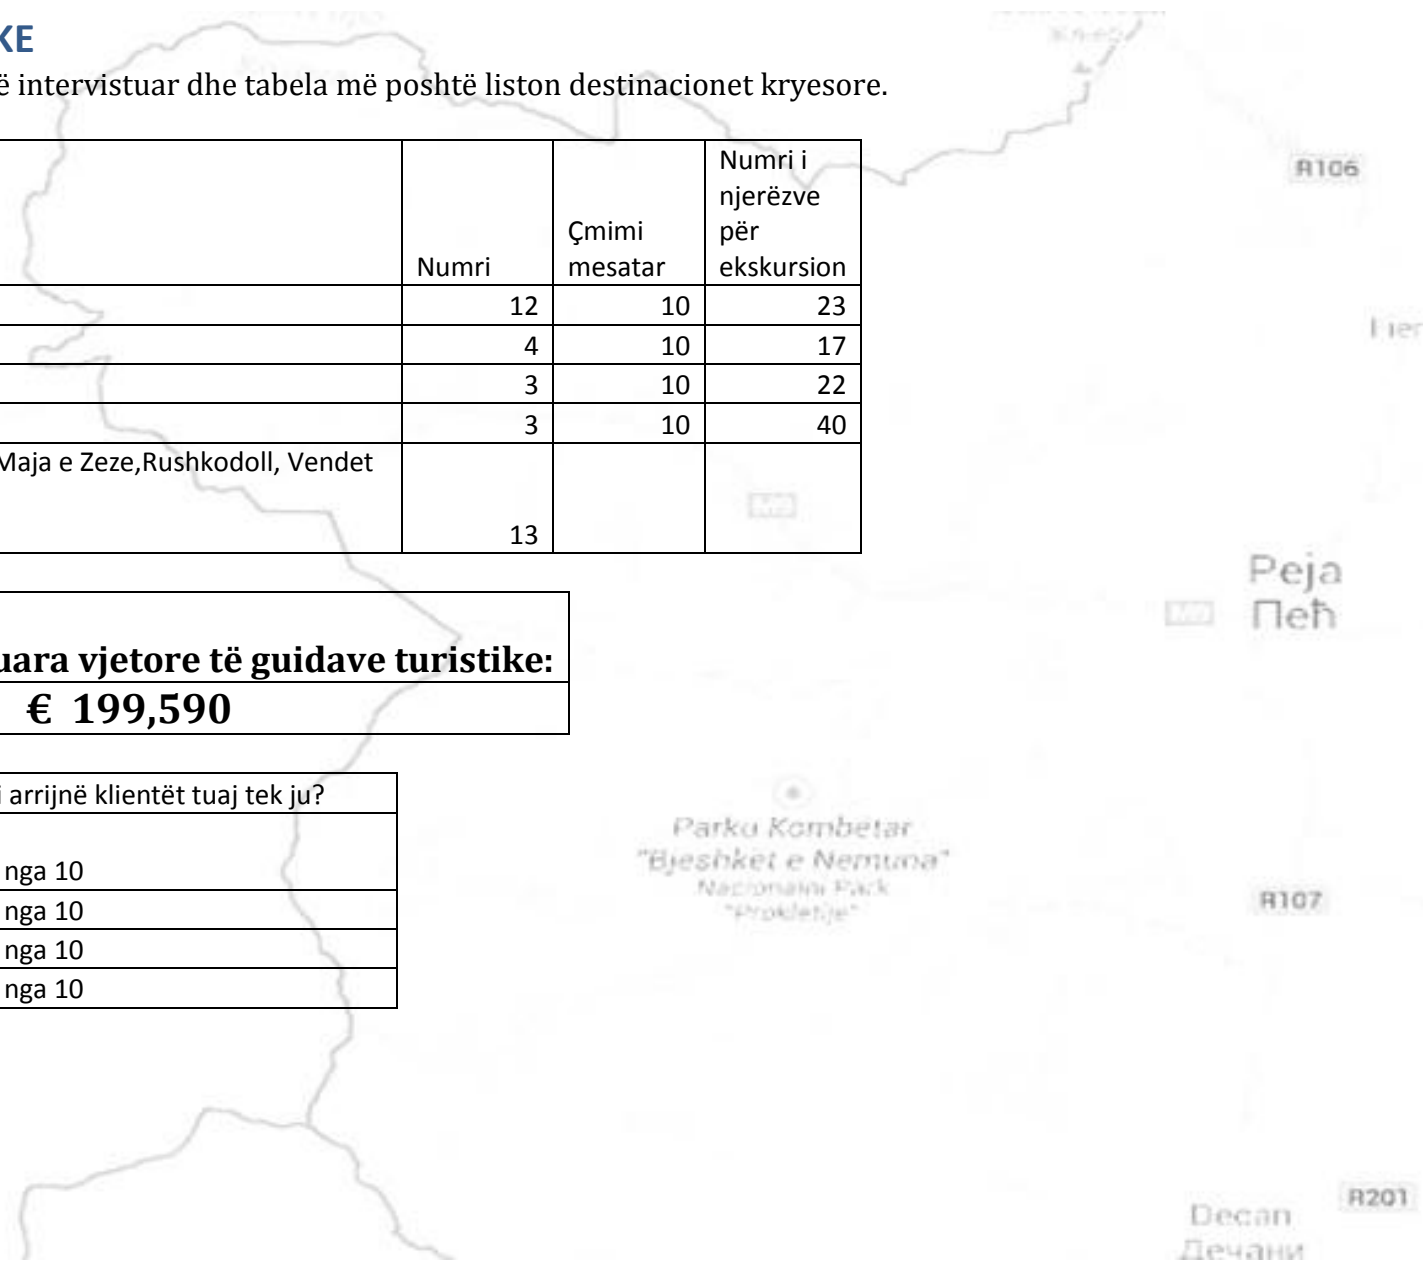 KE
ë intervistuar dhe tabela më poshtë liston destinacionet kryesore.
Numri Çmimi mesatar Numri i njerëzve për ekskursion
12 10 23
4 10 17
3 10 22
3 10 40
Maja e Zeze,Rushkodoll, Vendet
13
uara vjetore të guidave turistike:
€ 199,590
i arrijnë klientët tuaj tek ju?
nga 10
nga 10
nga 10
nga 10
R106
Peja
Пећ
Parku Kombetar
"Bjeshket e Nemuna"
Nacionalni Park
"Prokletije"
R107
R201
Decan
Дечани